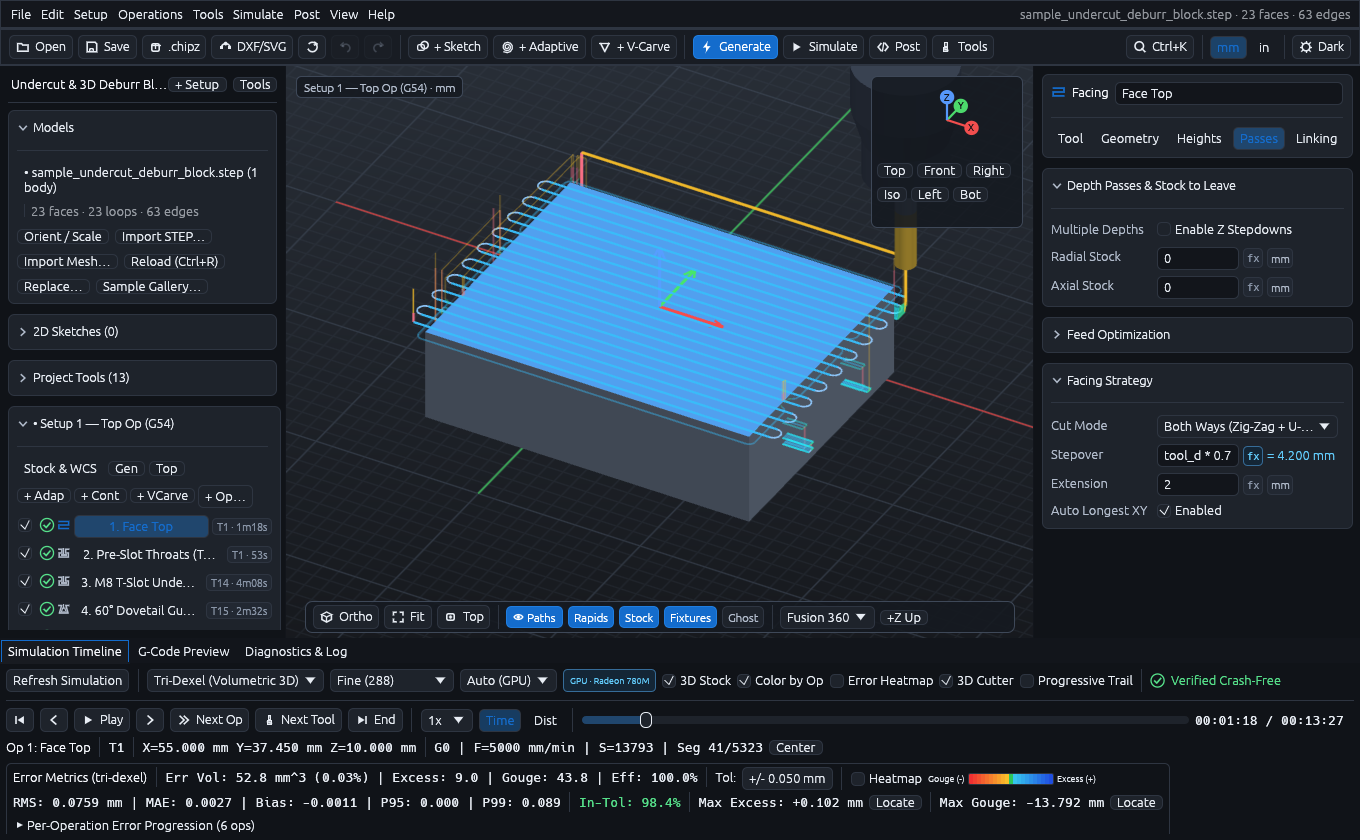 File Edit Setup Operations Tools Simulate Post View Help
sample_undercut_deburr_block.step · 23 faces · 63 edges
Open Save .chipz DXF/SVG + Sketch + Adaptive + V-Carve Generate Simulate Post Tools Ctrl+K mm in Dark
Undercut & 3D Deburr Bl... + Setup Tools
Models
• sample_undercut_deburr_block.step (1
body)
23 faces · 23 loops · 63 edges
Orient / Scale Import STEP...
Import Mesh... Reload (Ctrl+R)
Replace... Sample Gallery...
2D Sketches (0)
Project Tools (13)
• Setup 1 — Top Op (G54)
Stock & WCS Gen Top
+ Adap + Cont + VCarve + Op...
1. Face Top T1 · 1m18s
2. Pre-Slot Throats (T... T1 · 53s
3. M8 T-Slot Unde... T14 · 4m08s
4. 60° Dovetail Gu... T15 · 2m32s
Setup 1 — Top Op (G54) · mm
Z
Y
X
Top Front Right
Iso Left Bot
Ortho Fit Top Paths Rapids Stock Fixtures Ghost Fusion 360 +Z Up
Facing Face Top
Tool Geometry Heights Passes Linking
Depth Passes & Stock to Leave
Multiple Depths Enable Z Stepdowns
Radial Stock 0 fx mm
Axial Stock 0 fx mm
Feed Optimization
Facing Strategy
Cut Mode Both Ways (Zig-Zag + U-...
Stepover tool_d * 0.7 fx = 4.200 mm
Extension 2 fx mm
Auto Longest XY Enabled
Simulation Timeline G-Code Preview Diagnostics & Log
Refresh Simulation Tri-Dexel (Volumetric 3D) Fine (288) Auto (GPU) GPU · Radeon 780M 3D Stock Color by Op Error Heatmap 3D Cutter Progressive Trail Verified Crash-Free
Play Next Op Next Tool End 1x Time Dist 00:01:18 / 00:13:27
Op 1: Face Top T1 X=55.000 mm Y=37.450 mm Z=10.000 mm G0 | F=5000 mm/min | S=13793 | Seg 41/5323 Center
Error Metrics (tri-dexel) Err Vol: 52.8 mm^3 (0.03%) | Excess: 9.0 | Gouge: 43.8 | Eff: 100.0% Tol: +/- 0.050 mm Heatmap Gouge (-) Excess (+)
RMS: 0.0759 mm | MAE: 0.0027 | Bias: -0.0011 | P95: 0.000 | P99: 0.089 In-Tol: 98.4% Max Excess: +0.102 mm Locate Max Gouge: -13.792 mm Locate
Per-Operation Error Progression (6 ops)